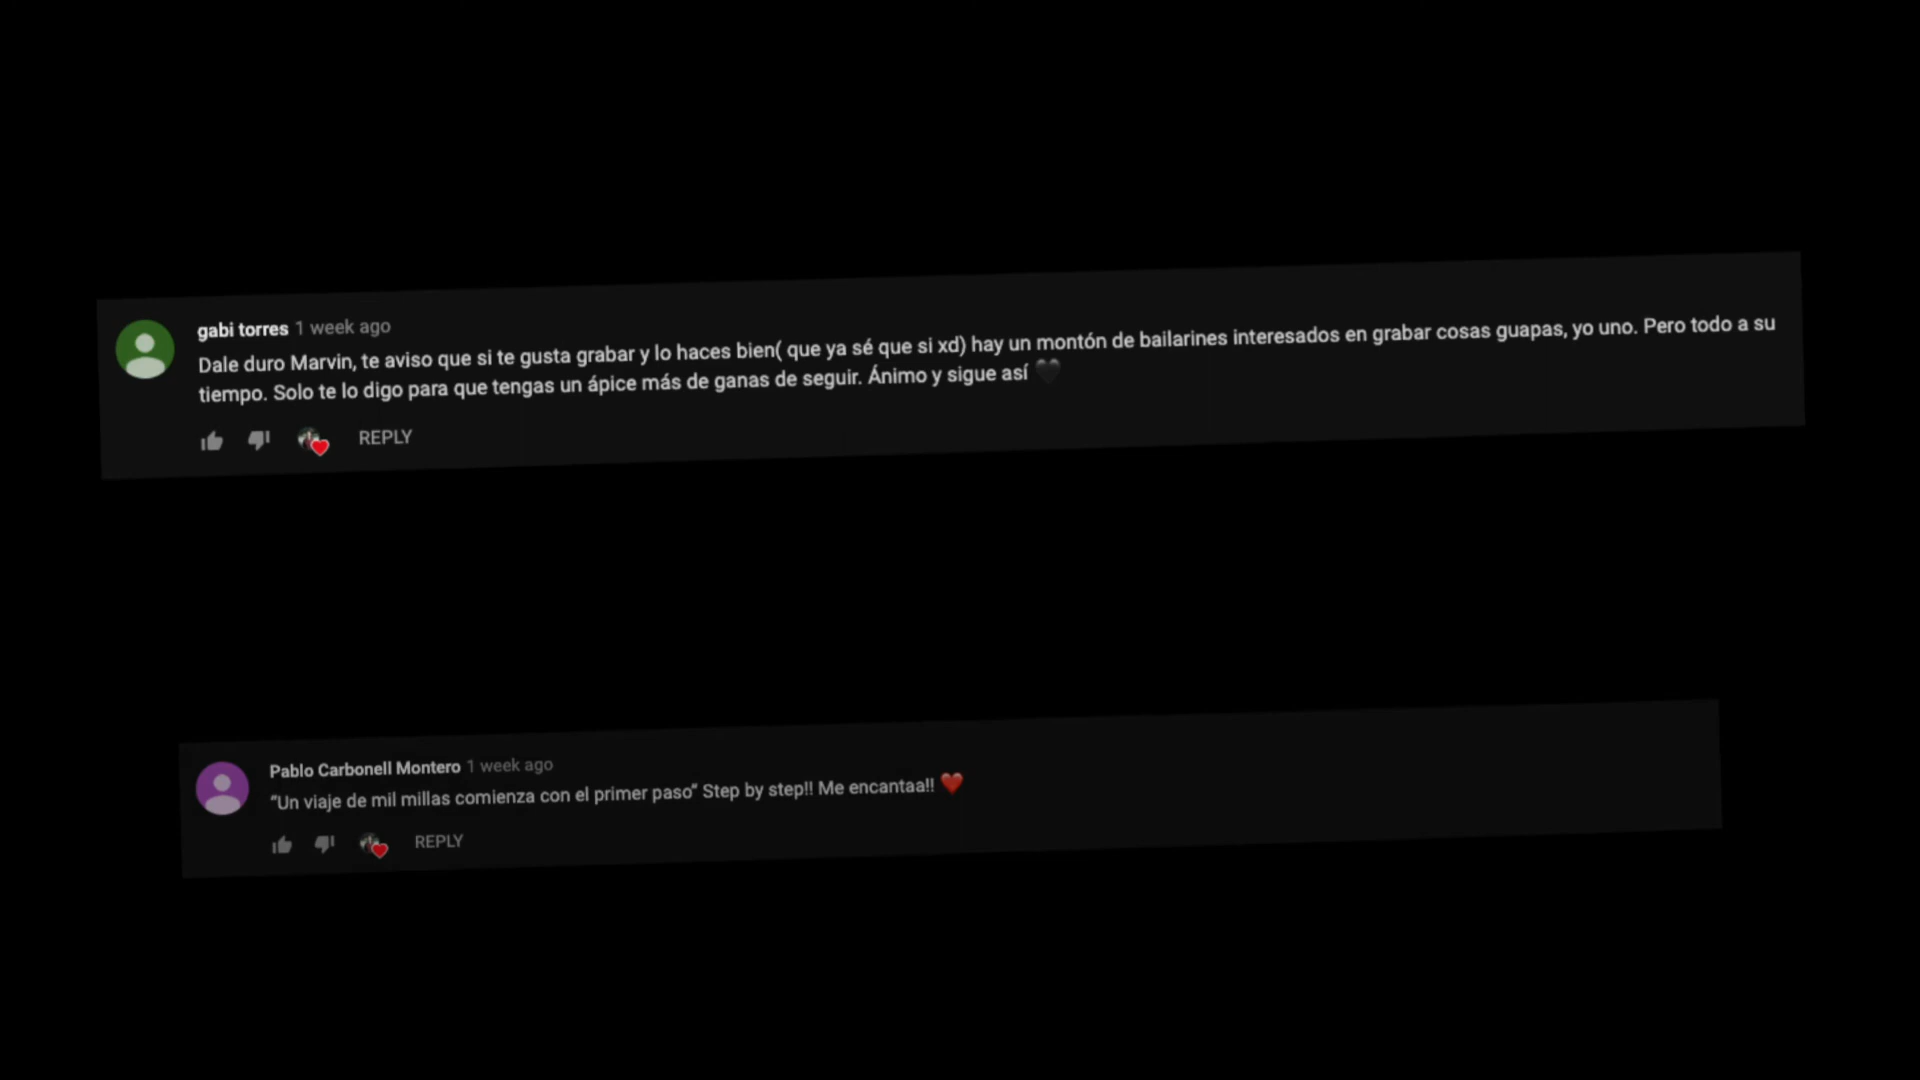 gabi torres 1 week ago
Dale duro Marvin, te aviso que si te gusta grabar y lo haces bien( que ya sé que si xd) hay un montón de bailarines interesados en grabar cosas guapas, yo uno. Pero todo a su
tiempo. Solo te lo digo para que tengas un ápice más de ganas de seguir. Ánimo y sigue así 🖤
REPLY
Pablo Carbonell Montero 1 week ago
“Un viaje de mil millas comienza con el primer paso“ Step by step!! Me encantaa!! ❤️
REPLY